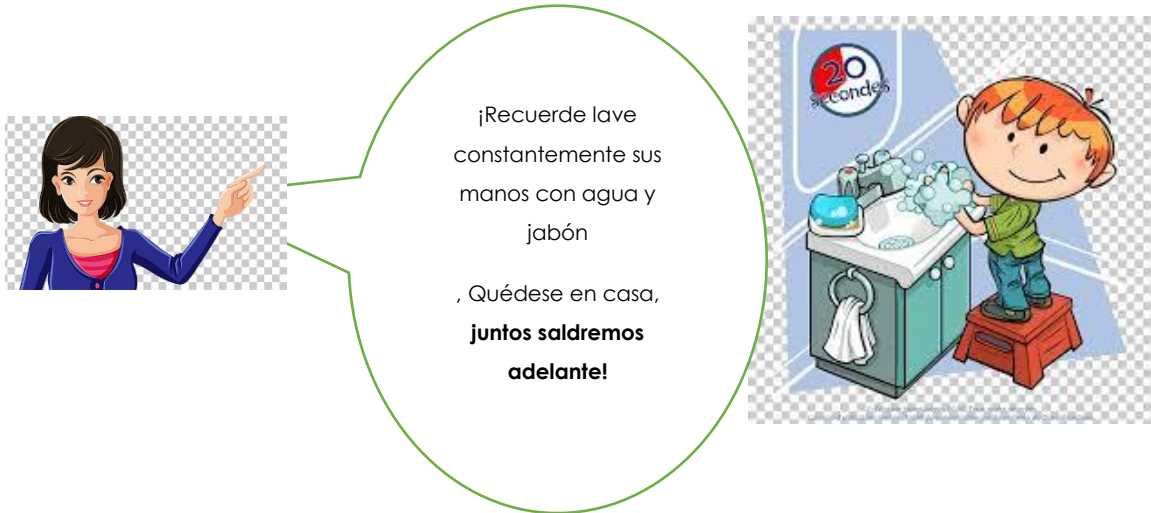 ¡Recuerde lave
constantemente sus
manos con agua y
jabón
, Quédese en casa,
juntos saldremos
adelante!
20
secondes